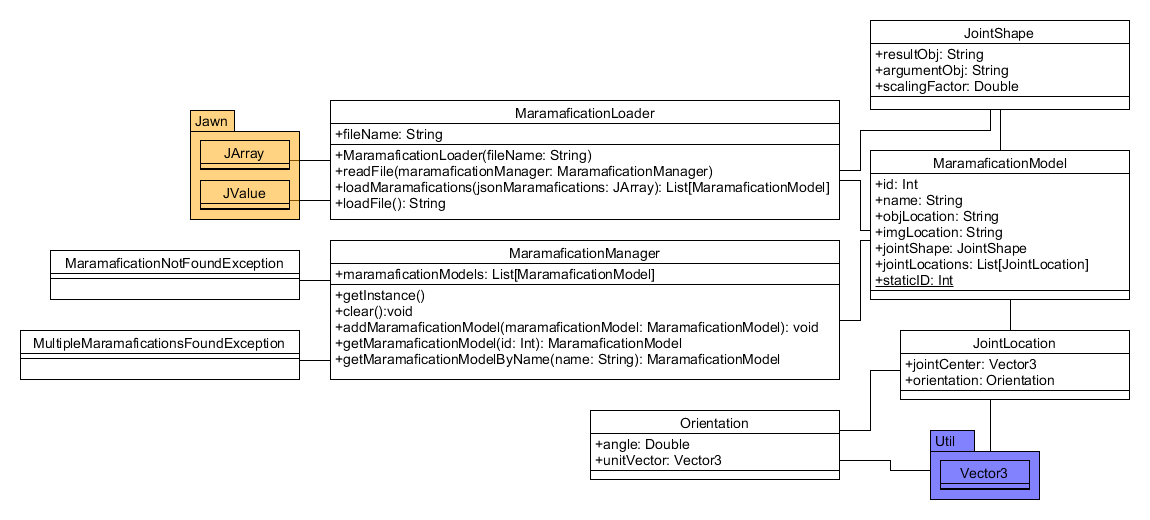 JointShape
+resultObj: String
+argumentObj: String
+scalingFactor: Double
Jawn
JArray
JValue
MaramaficationLoader
+fileName: String
+MaramaficationLoader(fileName: String)
+readFile(maramaficationManager: MaramaficationManager)
+loadMaramafications(jsonMaramafications: JArray): List[MaramaficationModel]
+loadFile(): String
MaramaficationModel
+id: Int
+name: String
+objLocation: String
+imgLocation: String
+jointShape: JointShape
+jointLocations: List[JointLocation]
+staticID: Int
MaramaficationNotFoundException
MultipleMaramaficationsFoundException
MaramaficationManager
+maramaficationModels: List[MaramaficationModel]
+getInstance()
+clear():void
+addMaramaficationModel(maramaficationModel: MaramaficationModel): void
+getMaramaficationModel(id: Int): MaramaficationModel
+getMaramaficationModelByName(name: String): MaramaficationModel
JointLocation
+jointCenter: Vector3
+orientation: Orientation
Orientation
+angle: Double
+unitVector: Vector3
Util
Vector3